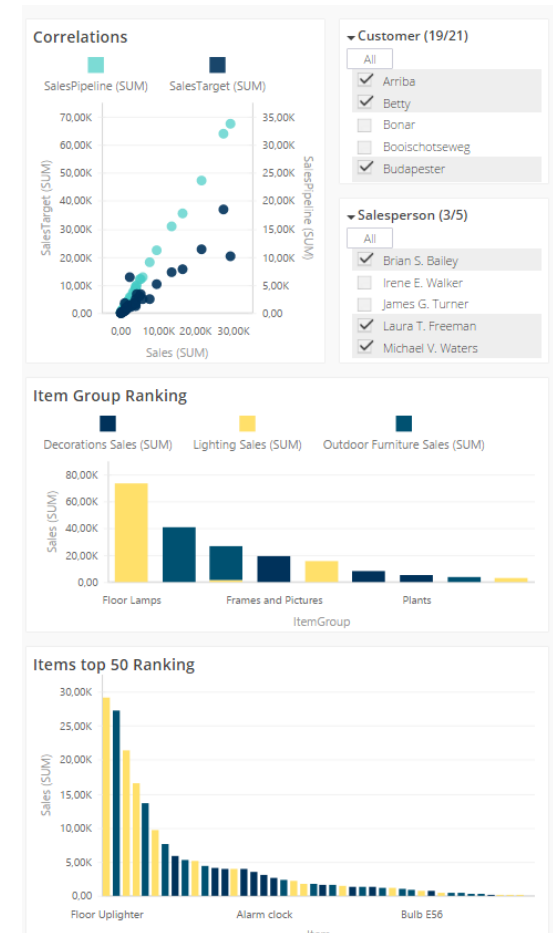 Correlations
SalesPipeline (SUM) SalesTarget (SUM)
70,00K 35,00K
60,00K 30,00K
50,00K 25,00K
40,00K 20,00K
30,00K 15,00K
20,00K 10,00K
10,00K 5,00K
0,00 0,00
SalesTarget (SUM)
SalesPipeline (SUM)
0,00 10,00K 20,00K 30,00K
Sales (SUM)
Customer (19/21)
All
Arriba
Betty
Bonar
Booischotseweg
Budapester
Salesperson (3/5)
All
Brian S. Bailey
Irene E. Walker
James G. Turner
Laura T. Freeman
Michael V. Waters
Item Group Ranking
Decorations Sales (SUM) Lighting Sales (SUM) Outdoor Furniture Sales (SUM)
80,00K
60,00K
40,00K
20,00K
0,00
Sales (SUM)
Floor Lamps Frames and Pictures Plants
ItemGroup
Items top 50 Ranking
30,00K
25,00K
20,00K
15,00K
10,00K
5,00K
0,00
Sales (SUM)
Floor Uplighter Alarm clock Bulb E56